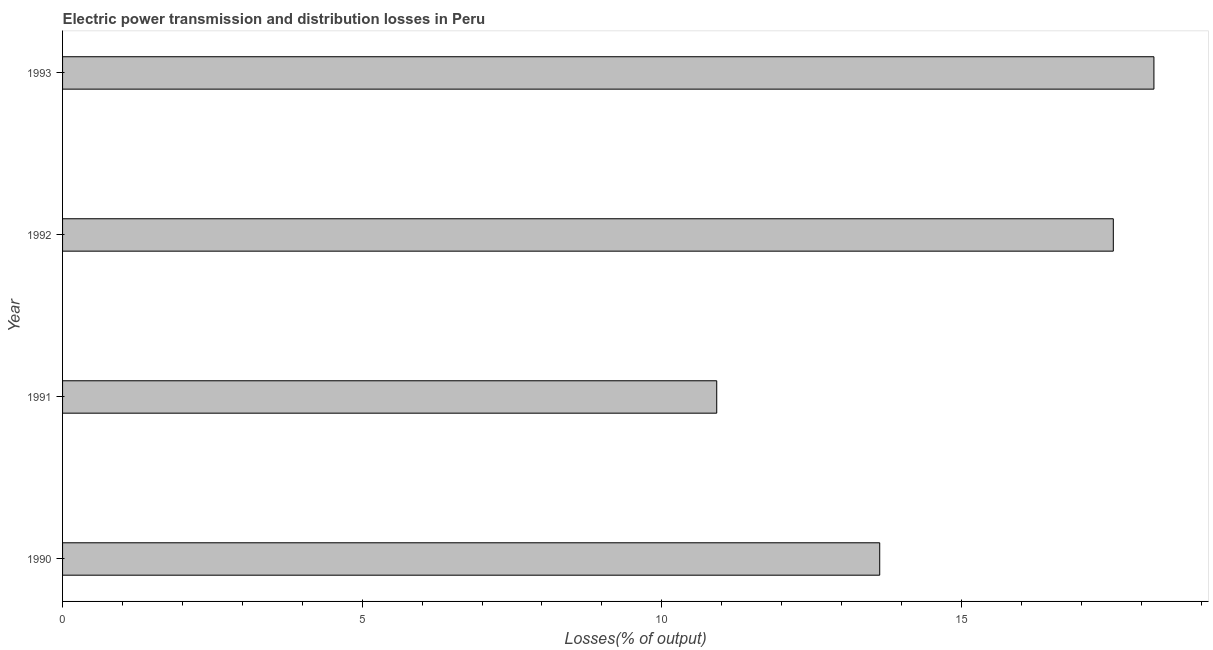 Electric power transmission and distribution losses in Peru
1993
1992
1991
1990
Year
0
5
10
15
Losses(% of output)